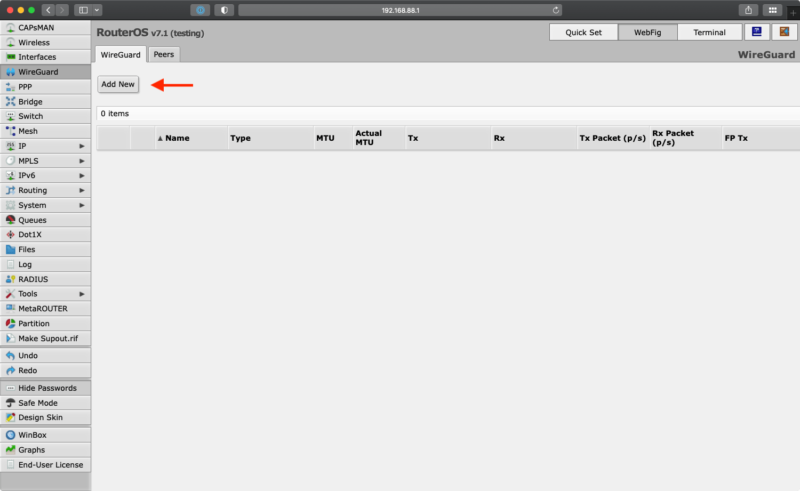 192.168.88.1
CAPsMAN
Wireless
Interfaces
WireGuard
PPP
Bridge
Switch
Mesh
IP
MPLS
IPv6
Routing
System
Queues
Dot1X
Files
Log
RADIUS
Tools
MetaROUTER
Partition
Make Supout.rif
Undo
Redo
Hide Passwords
Safe Mode
Design Skin
WinBox
Graphs
End-User License
RouterOS v7.1 (testing)
Quick Set WebFig Terminal
WireGuard Peers WireGuard
Add New
0 items
Name Type MTU Actual MTU Tx Rx Tx Packet (p/s) Rx Packet (p/s) FP Tx